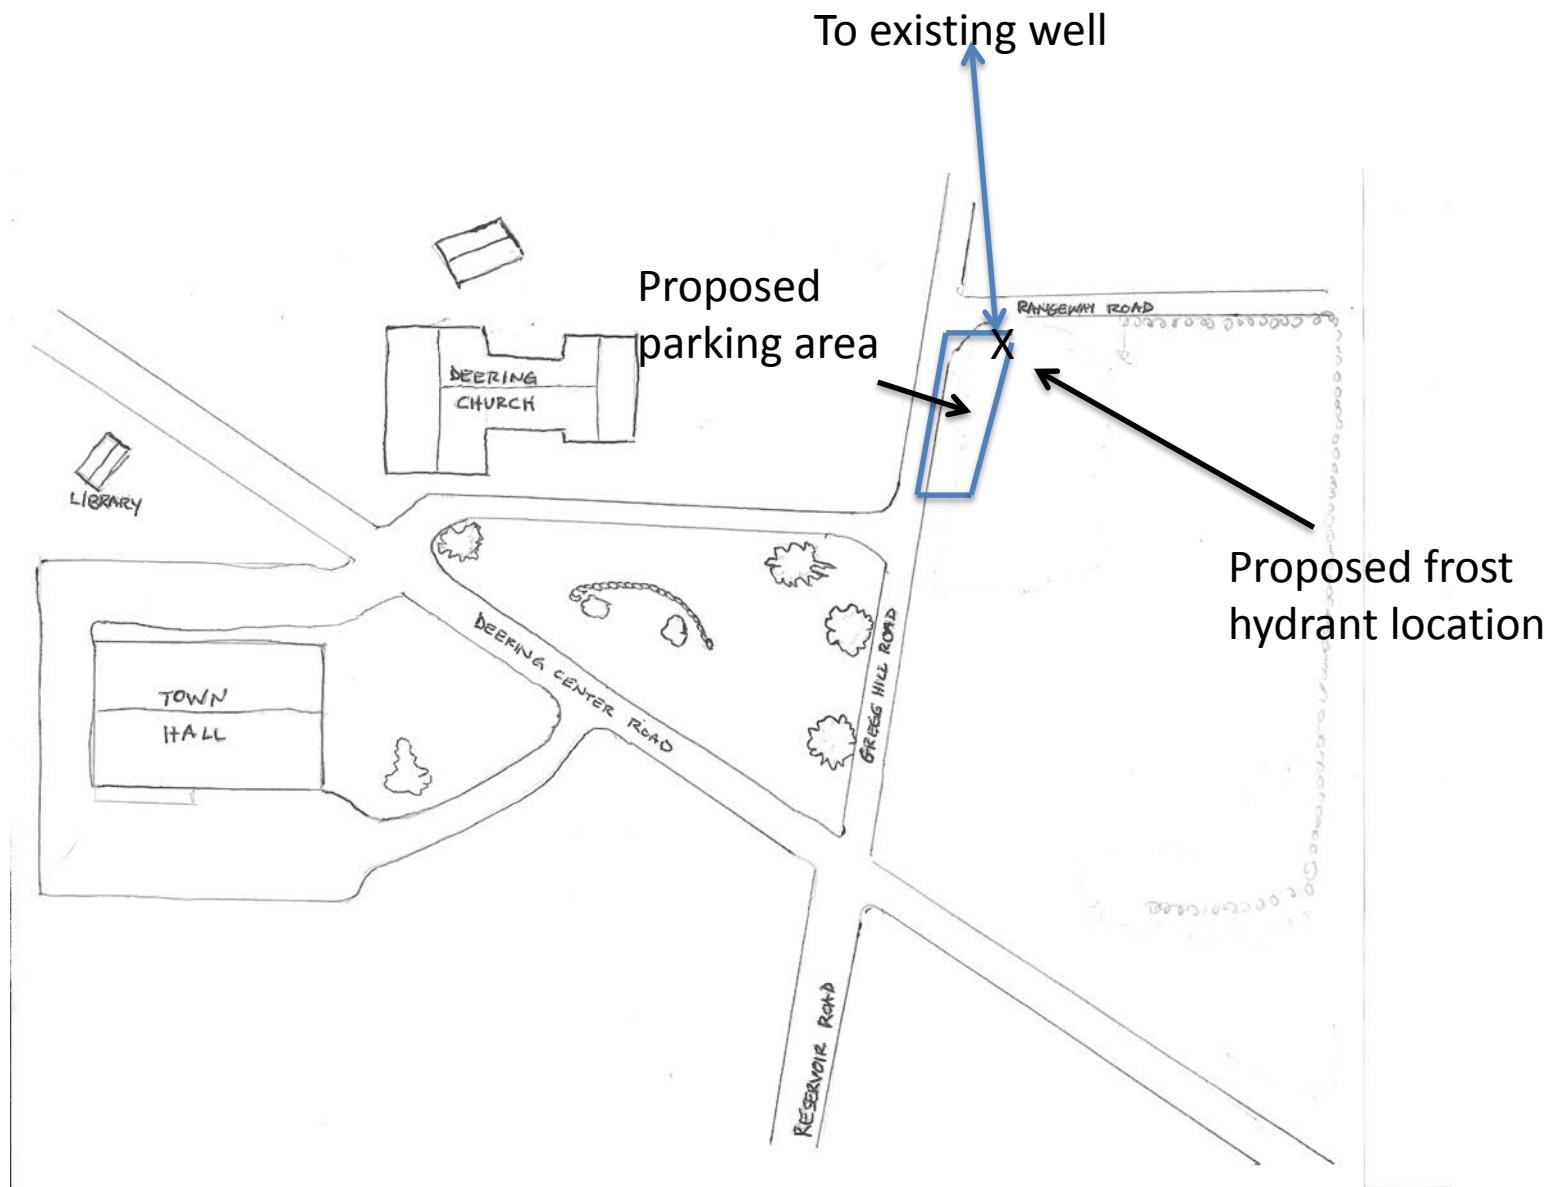 To existing well
Proposed
parking area
RANGEWAY ROAD
DEERING
CHURCH
LIBRARY
Proposed frost
hydrant location
DEERING CENTER ROAD
GREGG HILL ROAD
TOWN
HALL
RESERVOIR ROAD
X